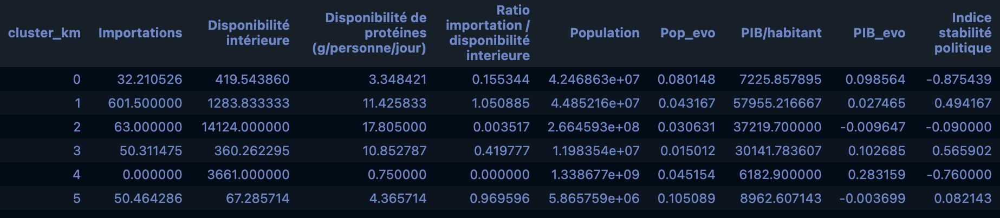 cluster_km Importations Disponibilité intérieure Disponibilité de protéines (g/personne/jour) Ratio importation / disponibilité interieure Population Pop_evo PIB/habitant PIB_evo Indice stabilité politique
0 32.210526 419.543860 3.348421 0.155344 4.246863e+07 0.080148 7225.857895 0.098564 -0.875439
1 601.500000 1283.833333 11.425833 1.050885 4.485216e+07 0.043167 57955.216667 0.027465 0.494167
2 63.000000 14124.000000 17.805000 0.003517 2.664593e+08 0.030631 37219.700000 -0.009647 -0.090000
3 50.311475 360.262295 10.852787 0.419777 1.198354e+07 0.015012 30141.783607 0.102685 0.565902
4 0.000000 3661.000000 0.750000 0.000000 1.338677e+09 0.045154 6182.900000 0.283159 -0.760000
5 50.464286 67.285714 4.365714 0.969596 5.865759e+06 0.105089 8962.607143 -0.003699 0.082143